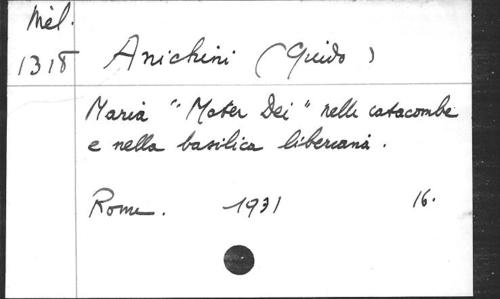 Mél.
1318 Anichini (Guido)
Maria "Mater Dei" nelle catacombe
e nella basilica liberiana.
Rome. 1931 16.